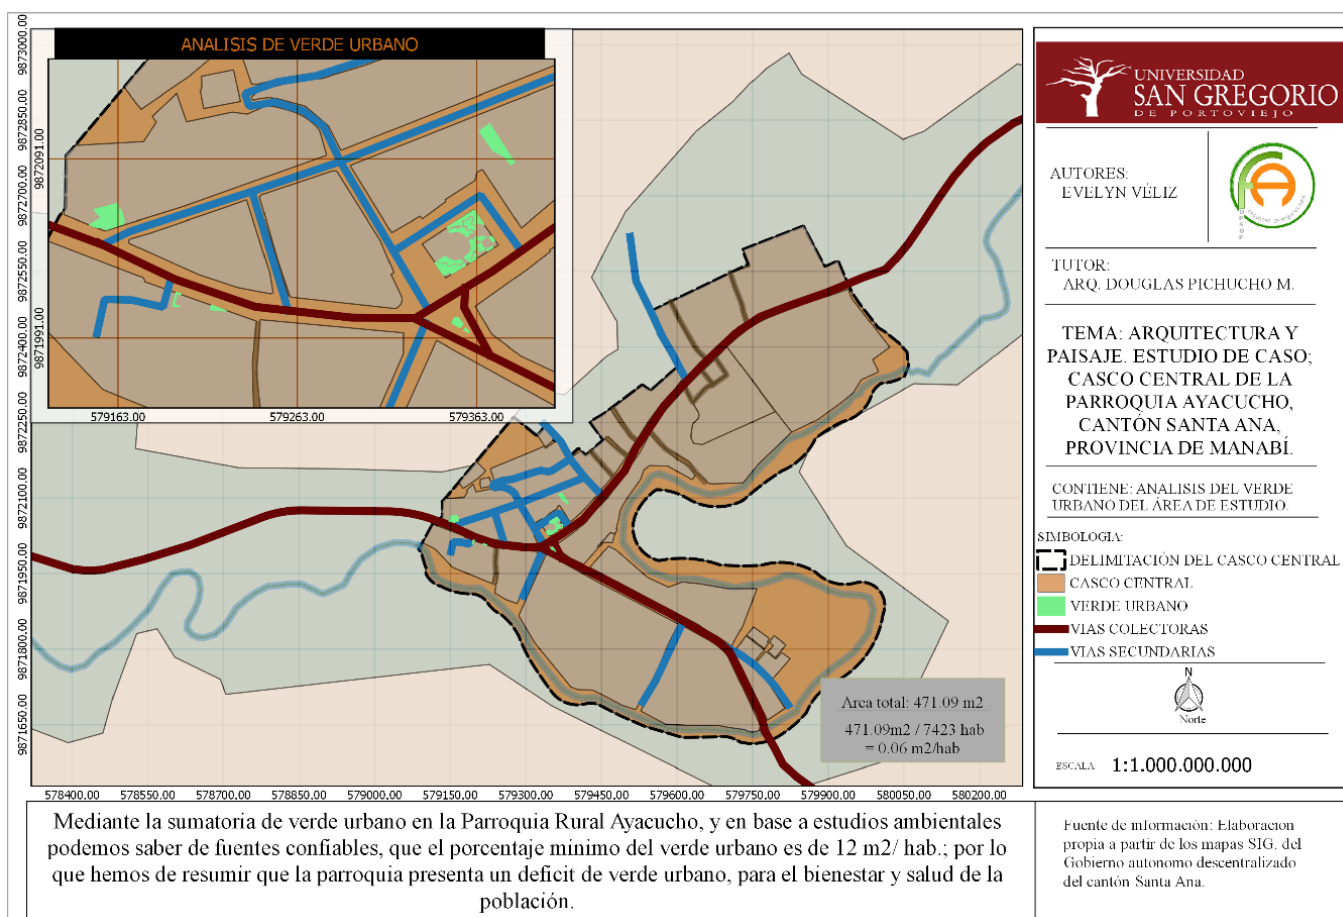 ANALISIS DE VERDE URBANO
9873000.00
9872850.00
9872700.00
9872550.00
9872400.00
9872250.00
9872100.00
9871950.00
9871800.00
9871650.00
9872091.00
9871991.00
579163.00
579263.00
579363.00
578400.00
578550.00
578700.00
578850.00
579000.00
579150.00
579300.00
579450.00
579600.00
579750.00
579900.00
580050.00
580200.00
Area total: 471.09 m2
471.09m2 / 7423 hab
= 0.06 m2/hab
UNIVERSIDAD
SAN GREGORIO
DE PORTOVIEJO
AUTORES:
EVELYN VÉLIZ
TUTOR:
ARQ. DOUGLAS PICHUCHO M.
TEMA: ARQUITECTURA Y
PAISAJE. ESTUDIO DE CASO;
CASCO CENTRAL DE LA
PARROQUIA AYACUCHO,
CANTÓN SANTA ANA,
PROVINCIA DE MANABÍ.
CONTIENE: ANALISIS DEL VERDE
URBANO DEL ÁREA DE ESTUDIO.
SIMBOLOGIA:
DELIMITACIÓN DEL CASCO CENTRAL
CASCO CENTRAL
VERDE URBANO
VIAS COLECTORAS
VIAS SECUNDARIAS
N
Norte
ESCALA: 1:1.000.000.000
Mediante la sumatoria de verde urbano en la Parroquia Rural Ayacucho, y en base a estudios ambientales
podemos saber de fuentes confiables, que el porcentaje minimo del verde urbano es de 12 m2/ hab.; por lo
que hemos de resumir que la parroquia presenta un deficit de verde urbano, para el bienestar y salud de la
población.
Fuente de información: Elaboracion
propia a partir de los mapas SIG. del
Gobierno autonomo descentralizado
del cantón Santa Ana.